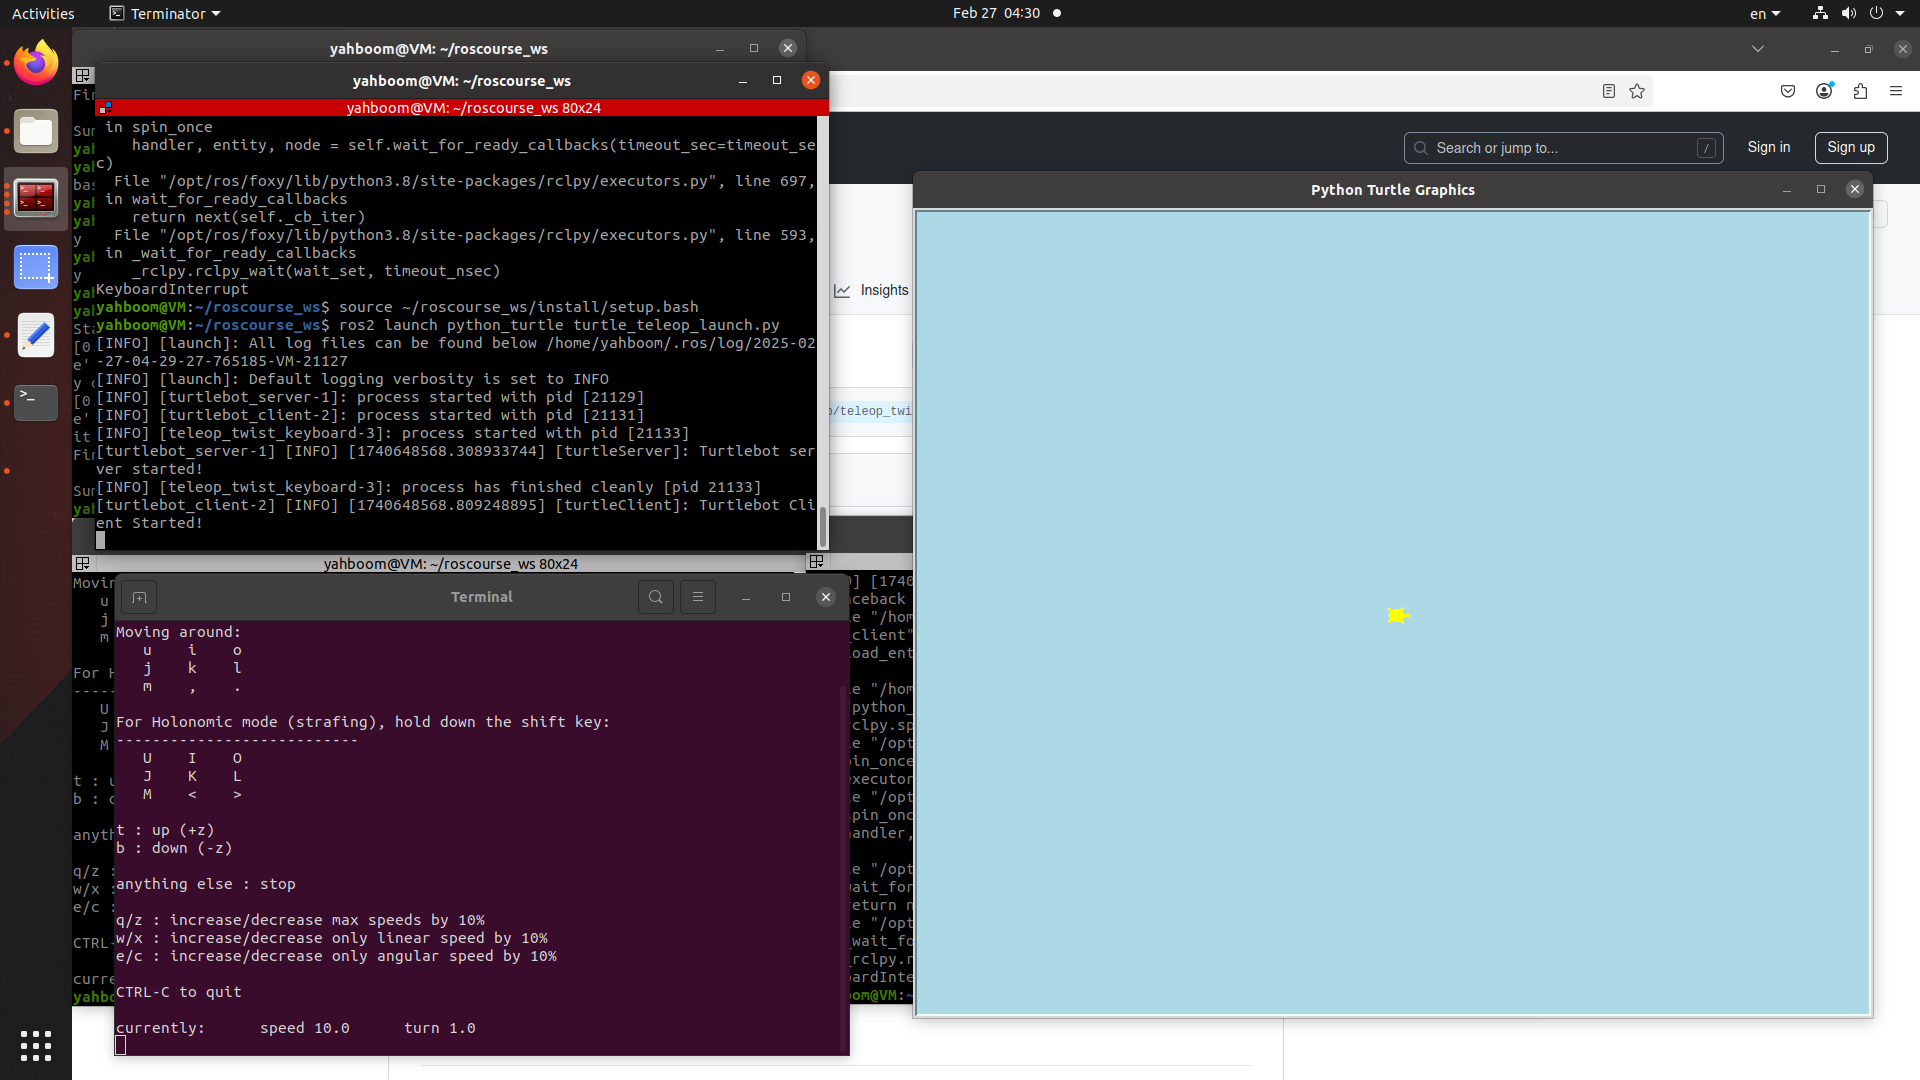 Activities
Terminator
Feb 27 04:30
en
yahboom@VM: ~/roscourse_ws
yahboom@VM: ~/roscourse_ws
yahboom@VM: ~/roscourse_ws 80x24
in spin_once
handler, entity, node = self.wait_for_ready_callbacks(timeout_sec=timeout_se
c)
File "/opt/ros/foxy/lib/python3.8/site-packages/rclpy/executors.py", line 697,
in wait_for_ready_callbacks
return next(self._cb_iter)
File "/opt/ros/foxy/lib/python3.8/site-packages/rclpy/executors.py", line 593,
in _wait_for_ready_callbacks
_rclpy.rclpy_wait(wait_set, timeout_nsec)
KeyboardInterrupt
yahboom@VM:~/roscourse_ws$ source ~/roscourse_ws/install/setup.bash
yahboom@VM:~/roscourse_ws$ ros2 launch python_turtle turtle_teleop_launch.py
[INFO] [launch]: All log files can be found below /home/yahboom/.ros/log/2025-02
-27-04-29-27-765185-VM-21127
[INFO] [launch]: Default logging verbosity is set to INFO
[INFO] [turtlebot_server-1]: process started with pid [21129]
[INFO] [turtlebot_client-2]: process started with pid [21131]
[INFO] [teleop_twist_keyboard-3]: process started with pid [21133]
[turtlebot_server-1] [INFO] [1740648568.308933744] [turtleServer]: Turtlebot ser
ver started!
[INFO] [teleop_twist_keyboard-3]: process has finished cleanly [pid 21133]
[turtlebot_client-2] [INFO] [1740648568.809248895] [turtleClient]: Turtlebot Cli
ent Started!
yahboom@VM: ~/roscourse_ws 80x24
Terminal
Moving around:
u i o
j k l
m , .
For Holonomic mode (strafing), hold down the shift key:
---------------------------
U I O
J K L
M < >
t : up (+z)
b : down (-z)
anything else : stop
q/z : increase/decrease max speeds by 10%
w/x : increase/decrease only linear speed by 10%
e/c : increase/decrease only angular speed by 10%
CTRL-C to quit
currently: speed 10.0 turn 1.0
Search or jump to...
/
Sign in
Sign up
Insights
/teleop_twi
Python Turtle Graphics